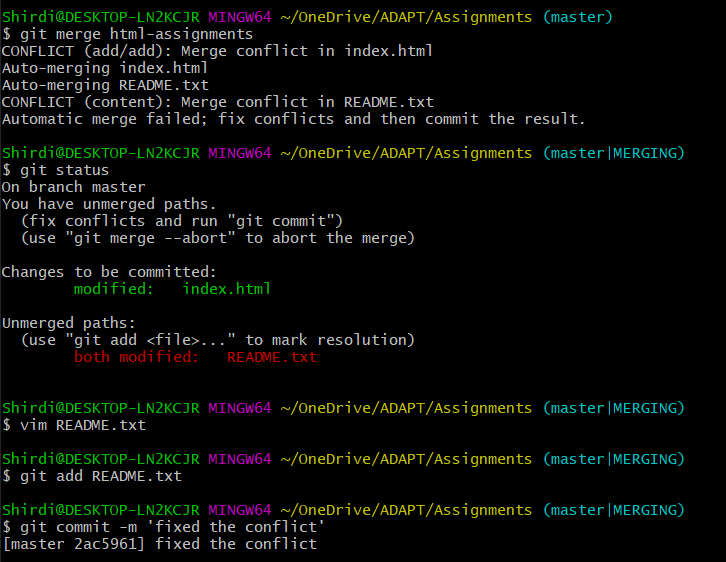 Shirdi@DESKTOP-LN2KCJR MINGW64 ~/OneDrive/ADAPT/Assignments (master)
$ git merge html-assignments
CONFLICT (add/add): Merge conflict in index.html
Auto-merging index.html
Auto-merging README.txt
CONFLICT (content): Merge conflict in README.txt
Automatic merge failed; fix conflicts and then commit the result.

Shirdi@DESKTOP-LN2KCJR MINGW64 ~/OneDrive/ADAPT/Assignments (master|MERGING)
$ git status
On branch master
You have unmerged paths.
  (fix conflicts and run "git commit")
  (use "git merge --abort" to abort the merge)

Changes to be committed:
        modified:   index.html

Unmerged paths:
  (use "git add <file>..." to mark resolution)
        both modified:   README.txt

Shirdi@DESKTOP-LN2KCJR MINGW64 ~/OneDrive/ADAPT/Assignments (master|MERGING)
$ vim README.txt

Shirdi@DESKTOP-LN2KCJR MINGW64 ~/OneDrive/ADAPT/Assignments (master|MERGING)
$ git add README.txt

Shirdi@DESKTOP-LN2KCJR MINGW64 ~/OneDrive/ADAPT/Assignments (master|MERGING)
$ git commit -m 'fixed the conflict'
[master 2ac5961] fixed the conflict